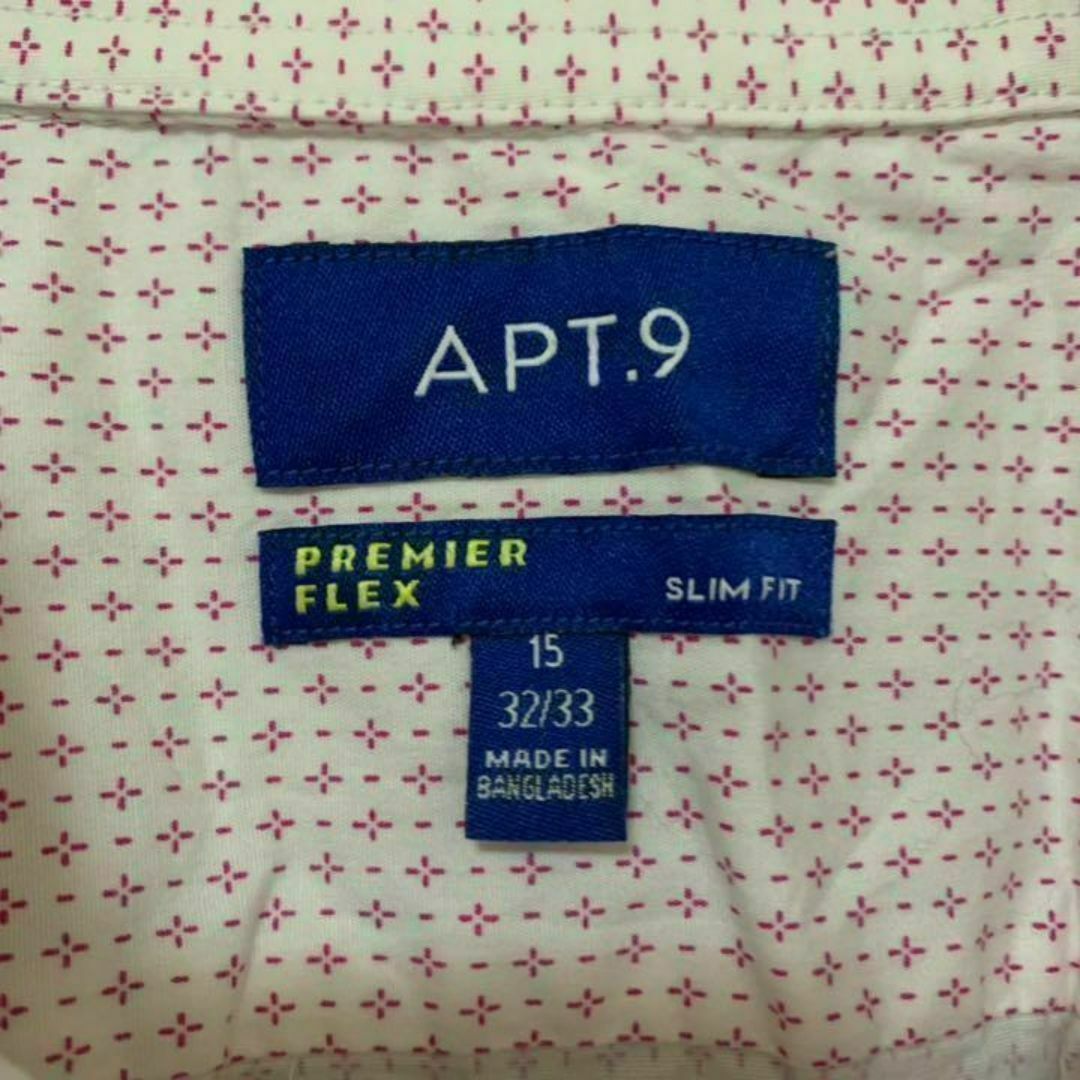 APT.9
PREMIER
FLEX
SLIM FIT
15
32/33
MADE IN
BANGLADESH